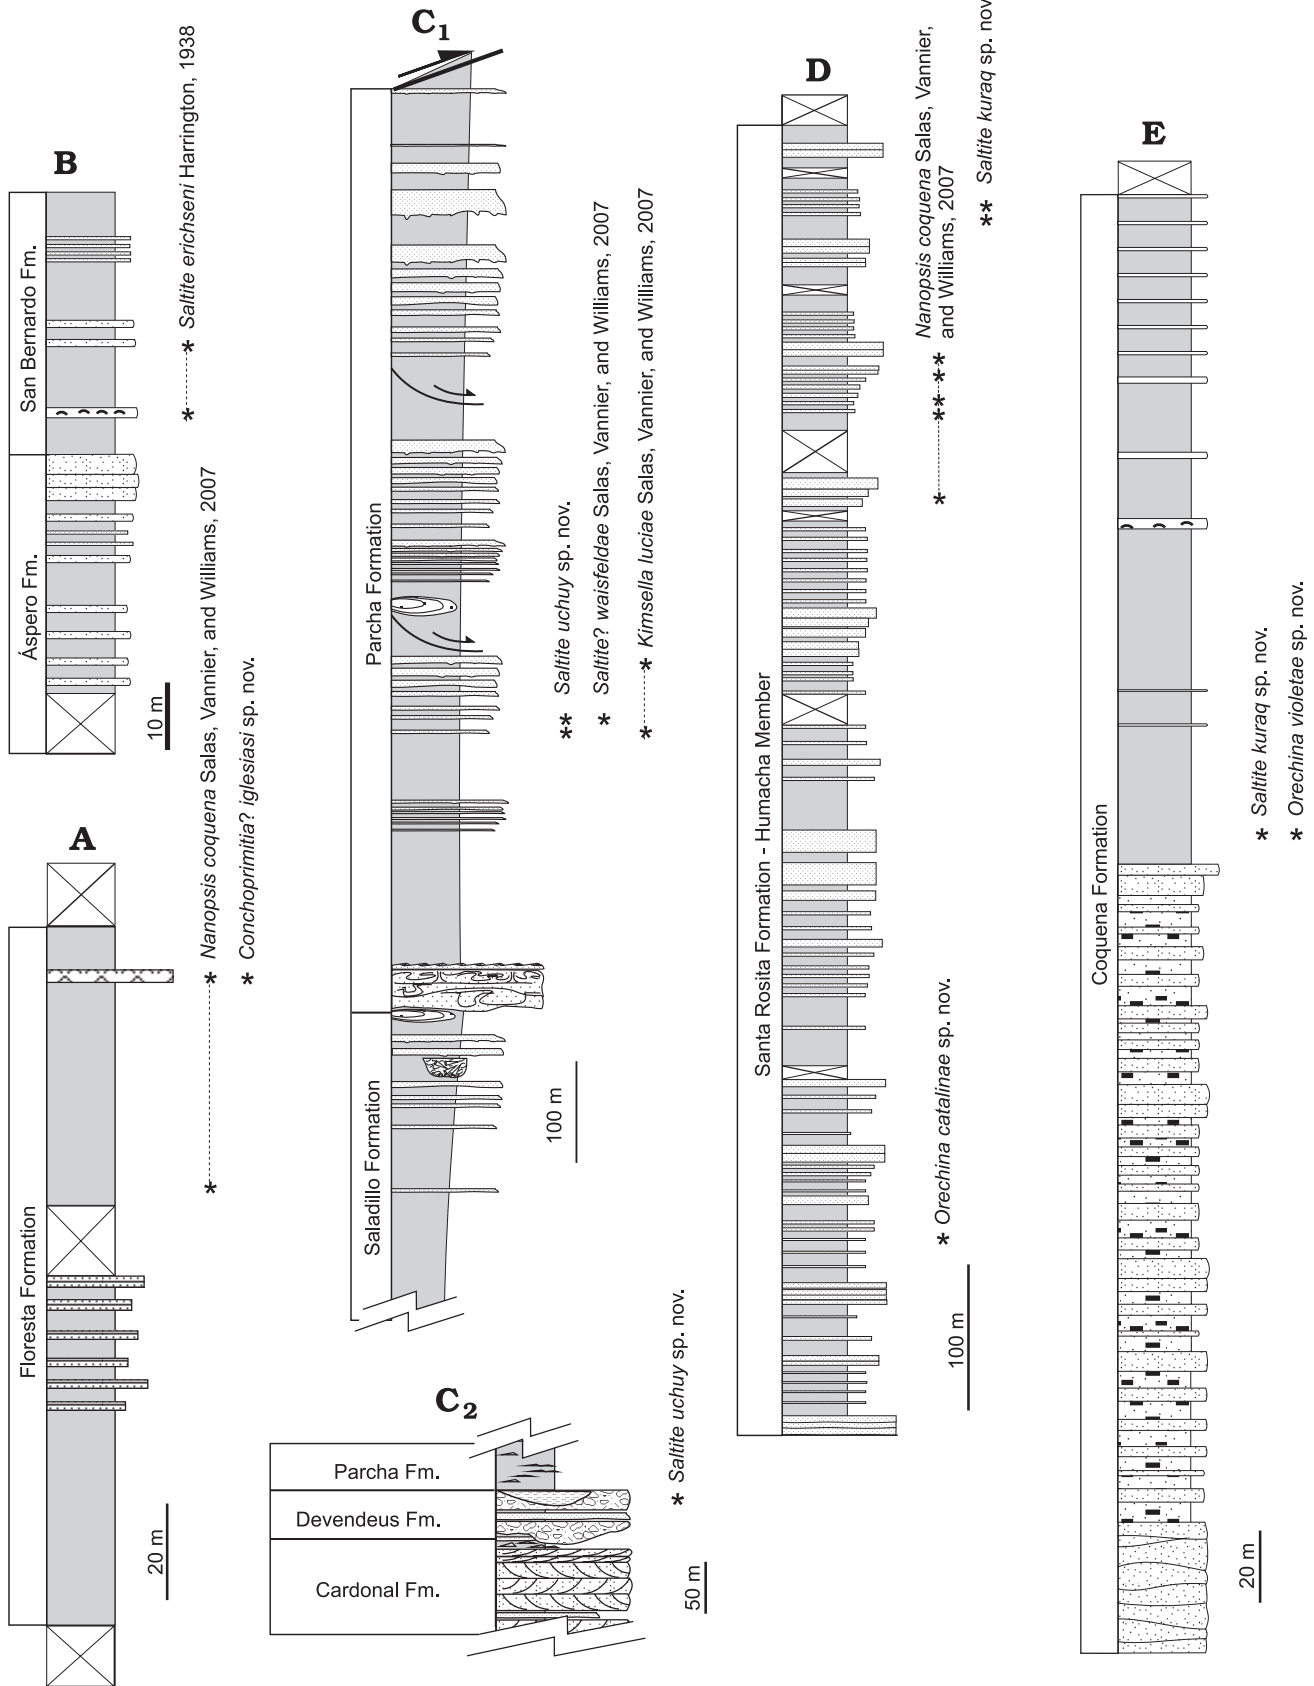 B
San Bernardo Fm.
Áspero Fm.
10 m
* Saltite erichseni Harrington, 1938
*
A
Floresta Formation
20 m
* Nanopsis coquena Salas, Vannier, and Williams, 2007
*
* Conchoprimitia? iglesiasi sp. nov.
C1
Parcha Formation
Saladillo Formation
100 m
** Saltite uchuy sp. nov.
* Saltite? waisfeldae Salas, Vannier, and Williams, 2007
* * Kimsella luciae Salas, Vannier, and Williams, 2007
C2
Parcha Fm.
Devendeus Fm.
Cardonal Fm.
50 m
* Saltite uchuy sp. nov.
D
Santa Rosita Formation - Humacha Member
100 m
* Orechina catalinae sp. nov.
* ** ** Nanopsis coquena Salas, Vannier,
and Williams, 2007
** Saltite kuraq sp. nov.
E
Coquena Formation
20 m
* Saltite kuraq sp. nov.
* Orechina violetae sp. nov.